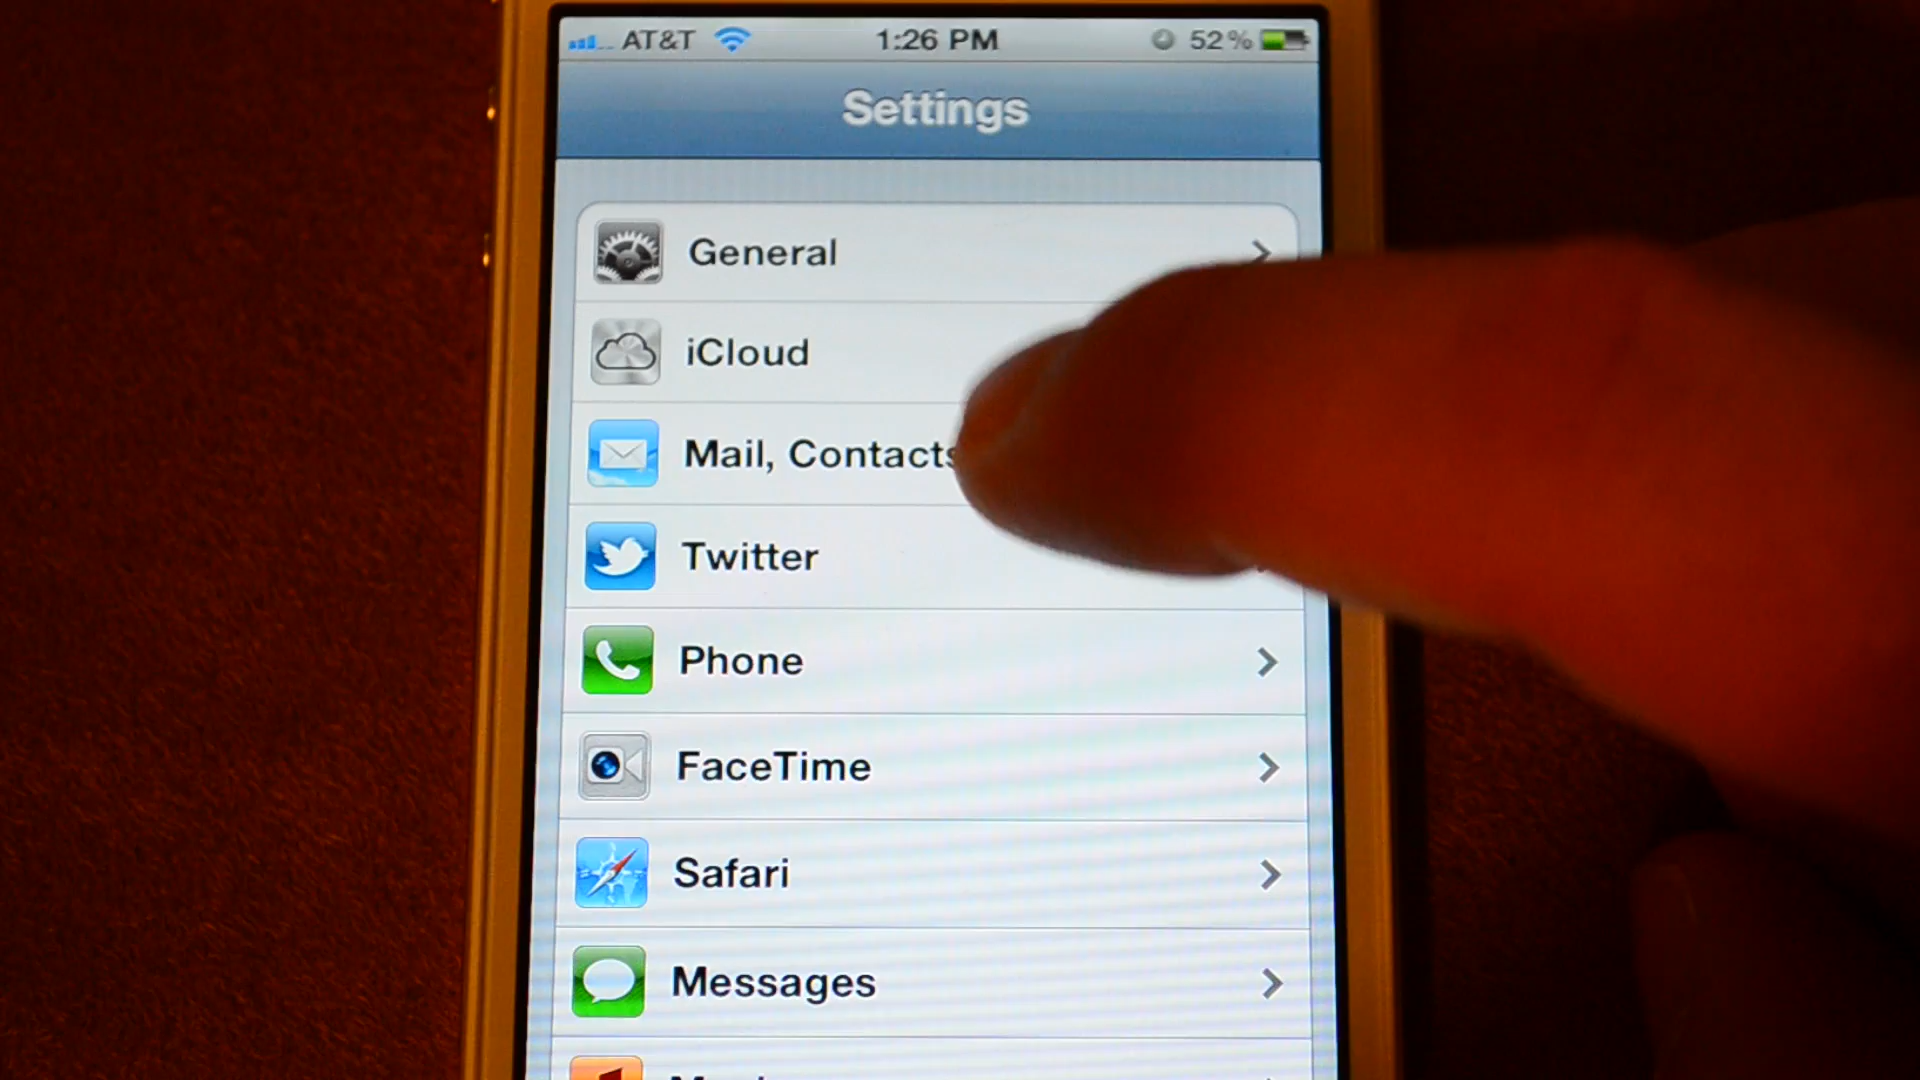 AT&T 1:26 PM 52%
Settings
General
iCloud
Mail, Contacts
Twitter
Phone
FaceTime
Safari
Messages